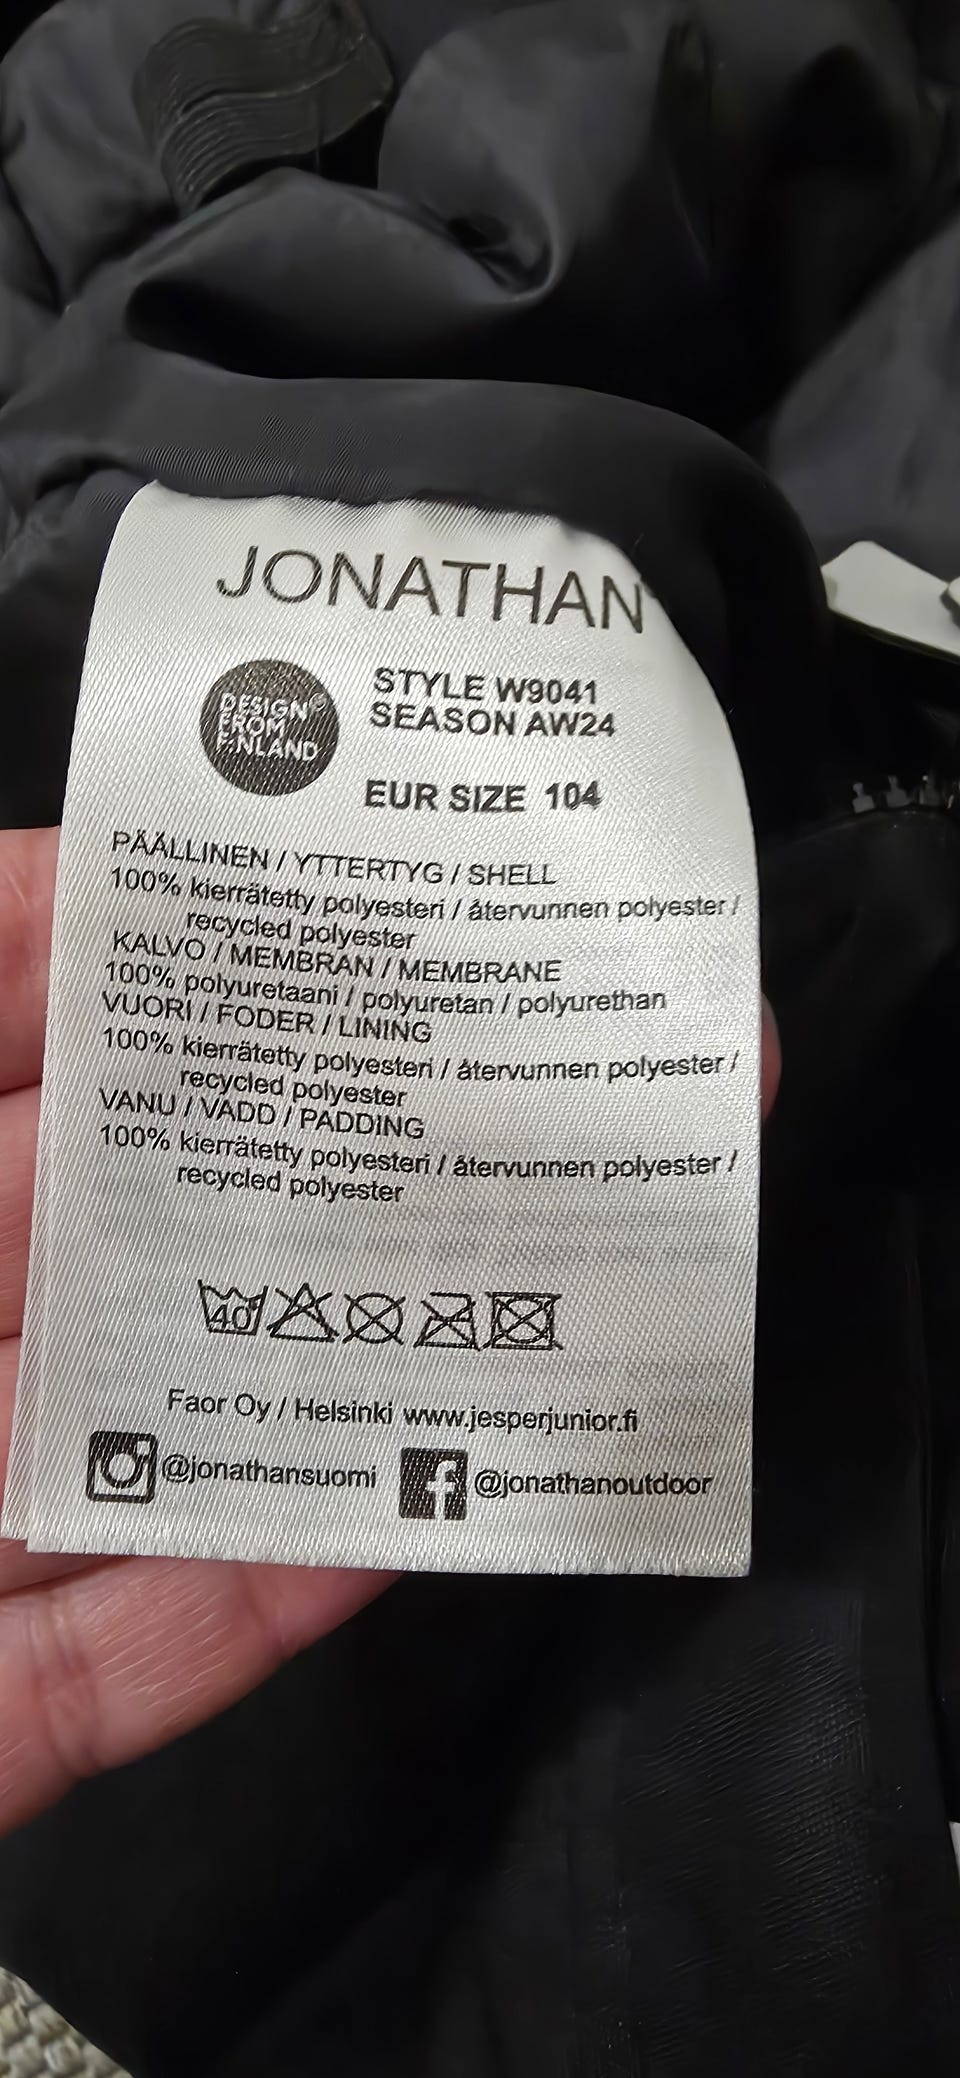 JONATHAN
DESIGN®
FROM
FINLAND
STYLE W9041
SEASON AW24
EUR SIZE 104
PÄÄLLINEN / YTTERTYG / SHELL
100% kierrätetty polyesteri / återvunnen polyester /
recycled polyester
KALVO / MEMBRAN / MEMBRANE
100% polyuretaani / polyuretan / polyurethan
VUORI / FODER / LINING
100% kierrätetty polyesteri / återvunnen polyester /
recycled polyester
VANU / VADD / PADDING
100% kierrätetty polyesteri / återvunnen polyester /
recycled polyester
40
Faor Oy / Helsinki www.jesperjunior.fi
@jonathansuomi
@jonathanoutdoor